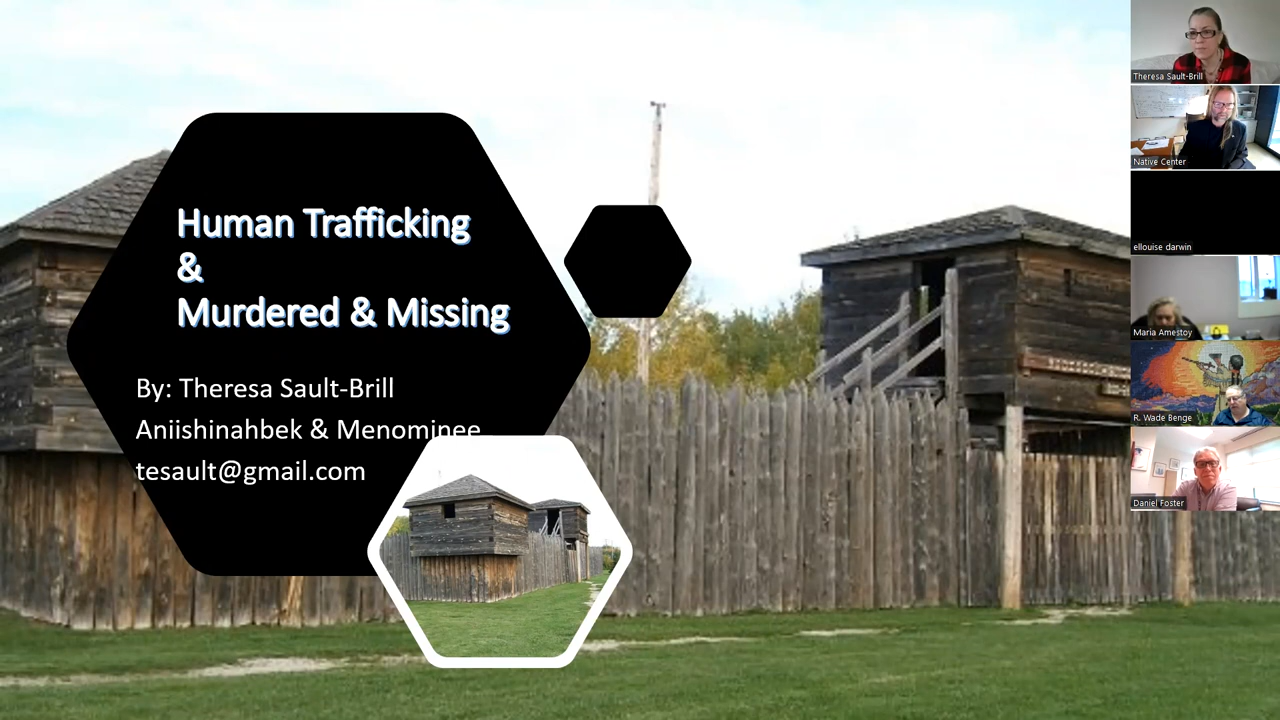 Human Trafficking
&
Murdered & Missing
By: Theresa Sault-Brill
Aniishinahbek & Menominee
tesault@gmail.com
Theresa Sault-Brill
Native Center
ellouise darwin
Maria Amestoy
R. Wade Benge
Daniel Foster